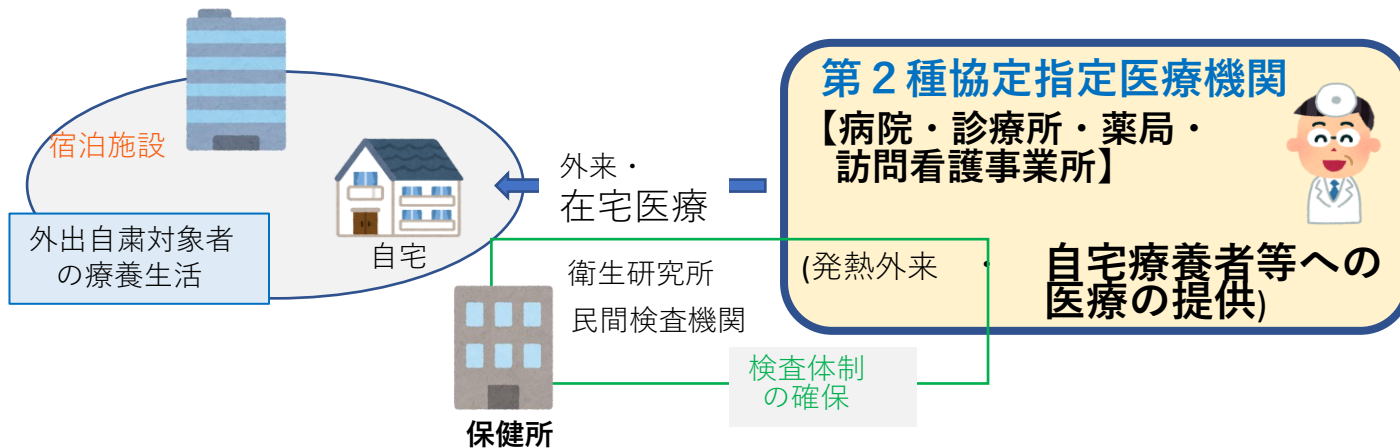 宿泊施設
外出自粛対象者
の療養生活
自宅
外来・
在宅医療
第２種協定指定医療機関
【病院・診療所・薬局・
訪問看護事業所】
(発熱外来 ・ 自宅療養者等への
医療の提供)
衛生研究所
民間検査機関
検査体制
の確保
保健所